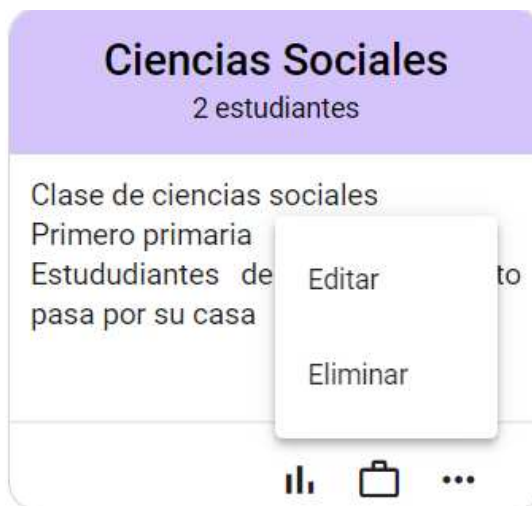 Ciencias Sociales
2 estudiantes
Clase de ciencias sociales
Primero primaria
Estududiantes de to
pasa por su casa
Editar
Eliminar